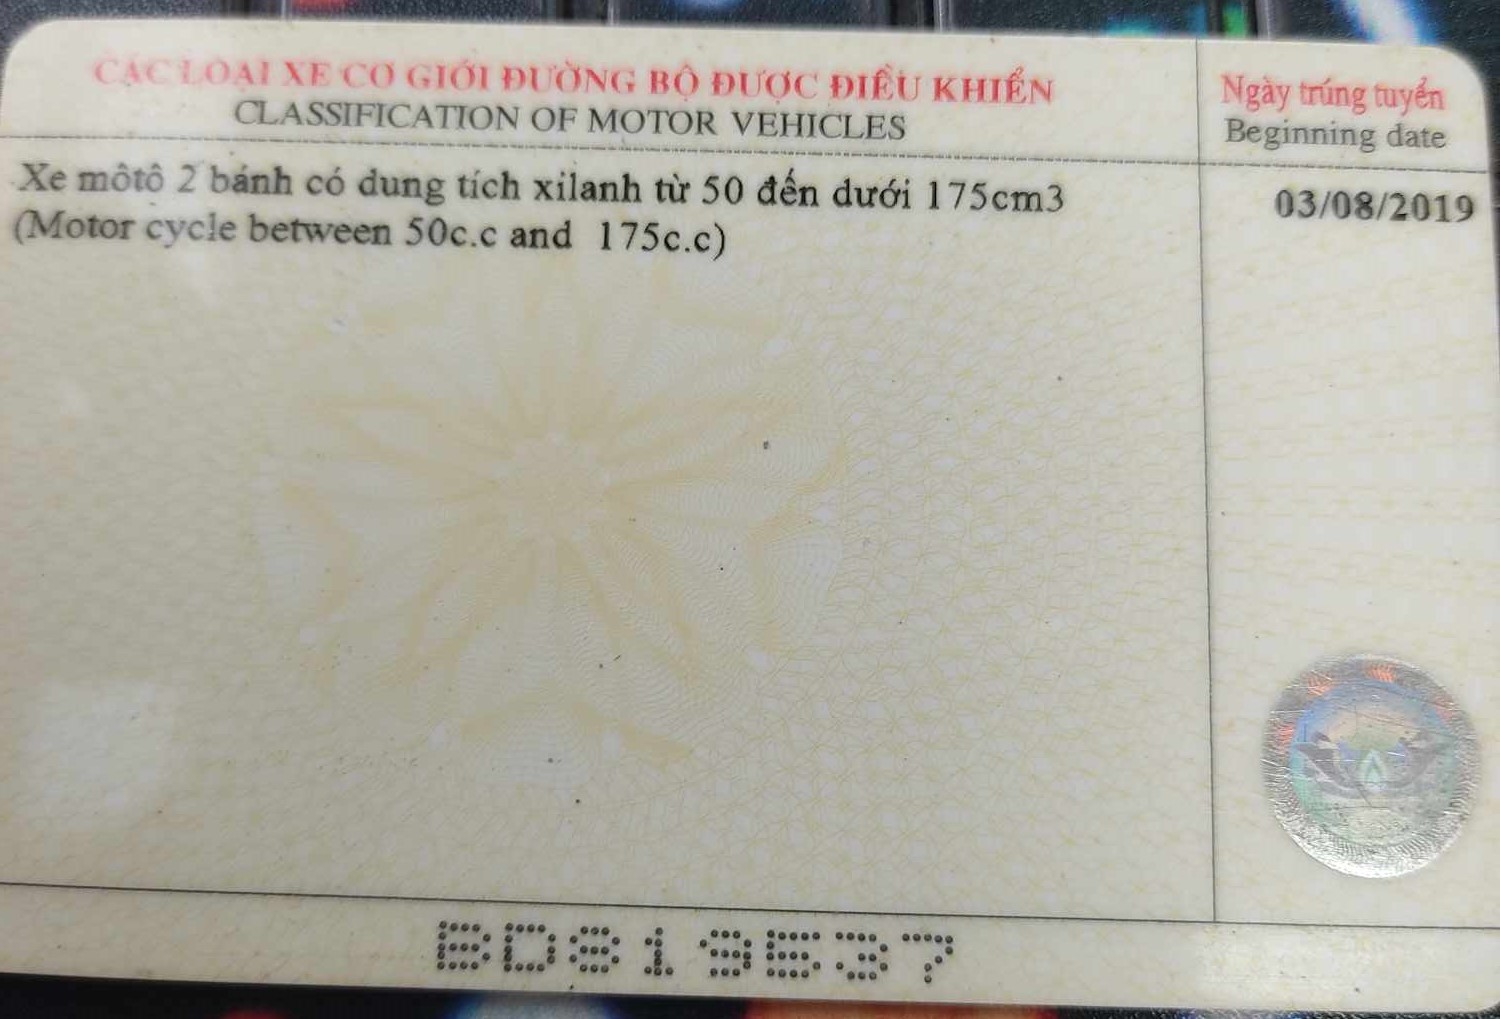 CÁC LOẠI XE CƠ GIỚI ĐƯỜNG BỘ ĐƯỢC ĐIỀU KHIỂN
CLASSIFICATION OF MOTOR VEHICLES
Ngày trúng tuyển
Beginning date
Xe môtô 2 bánh có dung tích xilanh từ 50 đến dưới 175cm3
(Motor cycle between 50c.c and 175c.c)
03/08/2019
BD819537